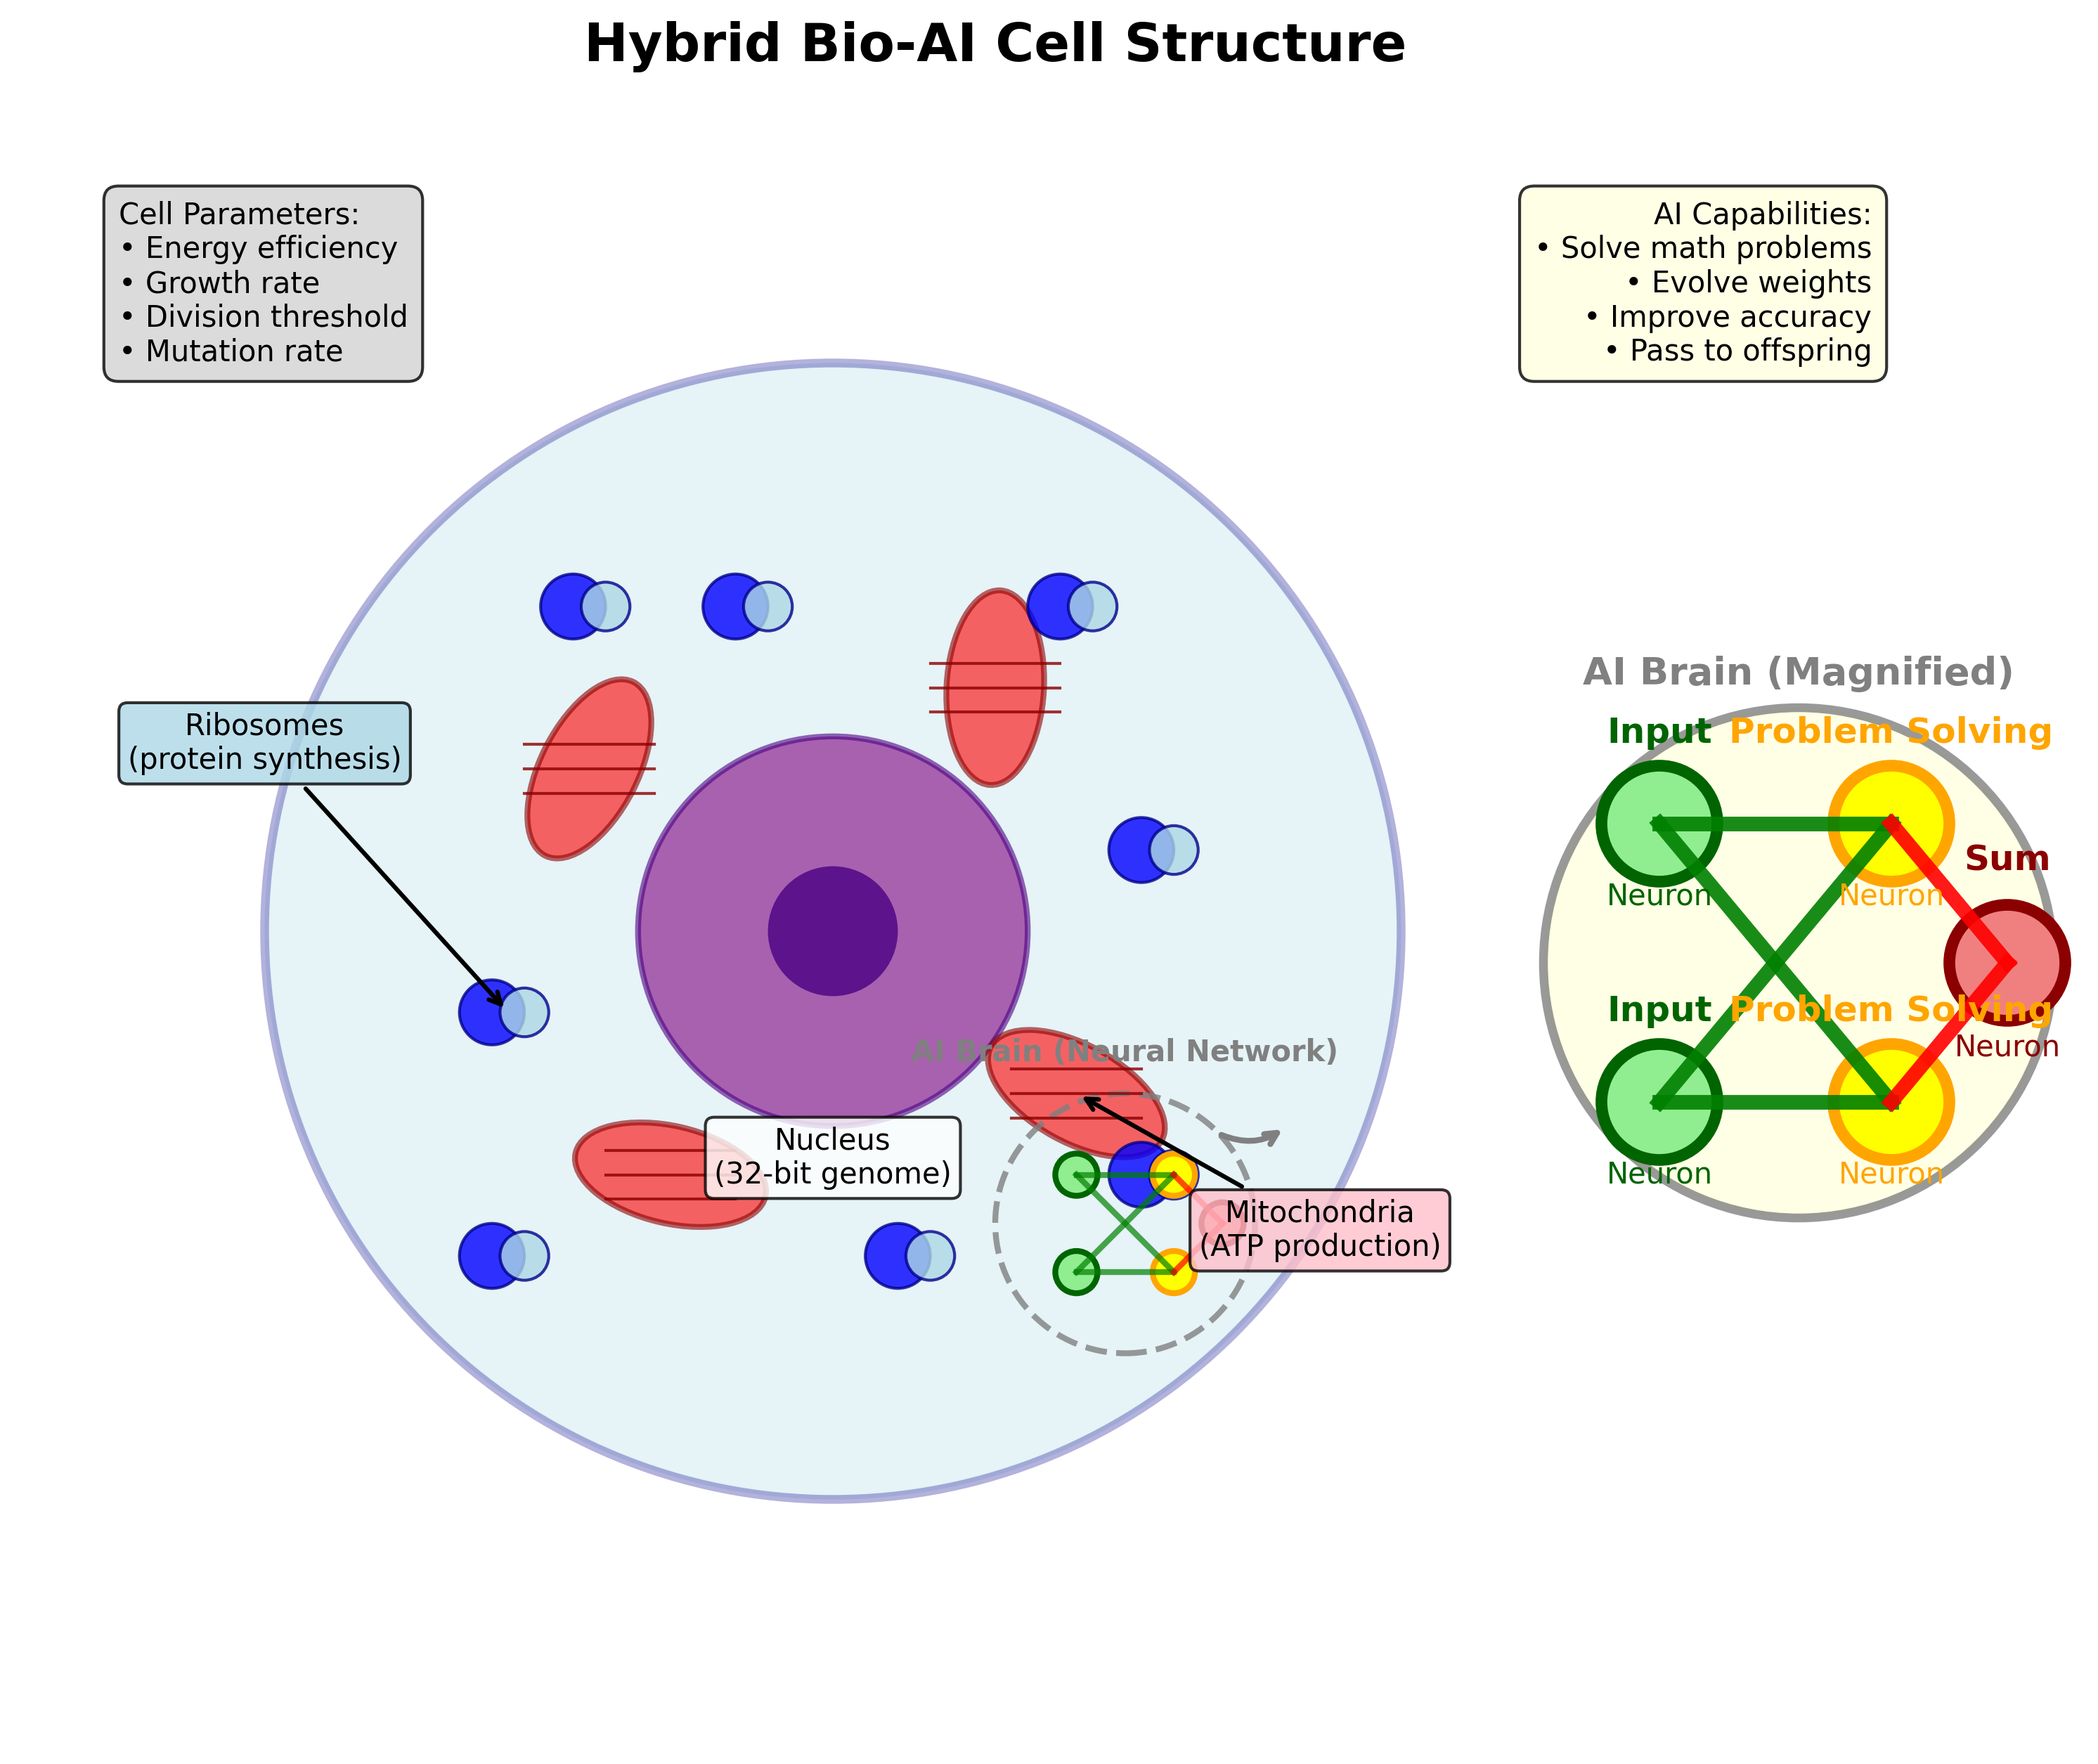 Hybrid Bio-AI Cell Structure
Cell Parameters:
• Energy efficiency
• Growth rate
• Division threshold
• Mutation rate
AI Capabilities:
• Solve math problems
• Evolve weights
• Improve accuracy
• Pass to offspring
Ribosomes
(protein synthesis)
AI Brain (Neural Network)
Nucleus
(32-bit genome)
Mitochondria
(ATP production)
AI Brain (Magnified)
Input Problem Solving
Neuron Neuron
Sum
Neuron
Input Problem Solving
Neuron Neuron